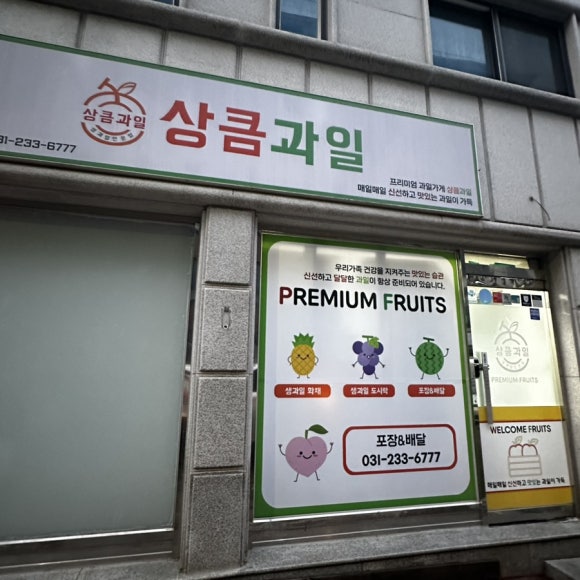 상큼과일
031-233-6777
상큼과일
프리미엄 과일가게 상큼과일
매일매일 신선하고 맛있는 과일이 가득
우리가족 건강을 지켜주는 맛있는 습관
신선하고 달달한 과일이 항상 준비되어 있습니다.
PREMIUM FRUITS
생과일 화채
생과일 도시락
포장&배달
포장&배달
031-233-6777
상큼과일
PREMIUM FRUITS
WELCOME FRUITS
매일매일 신선하고 맛있는 과일이 가득